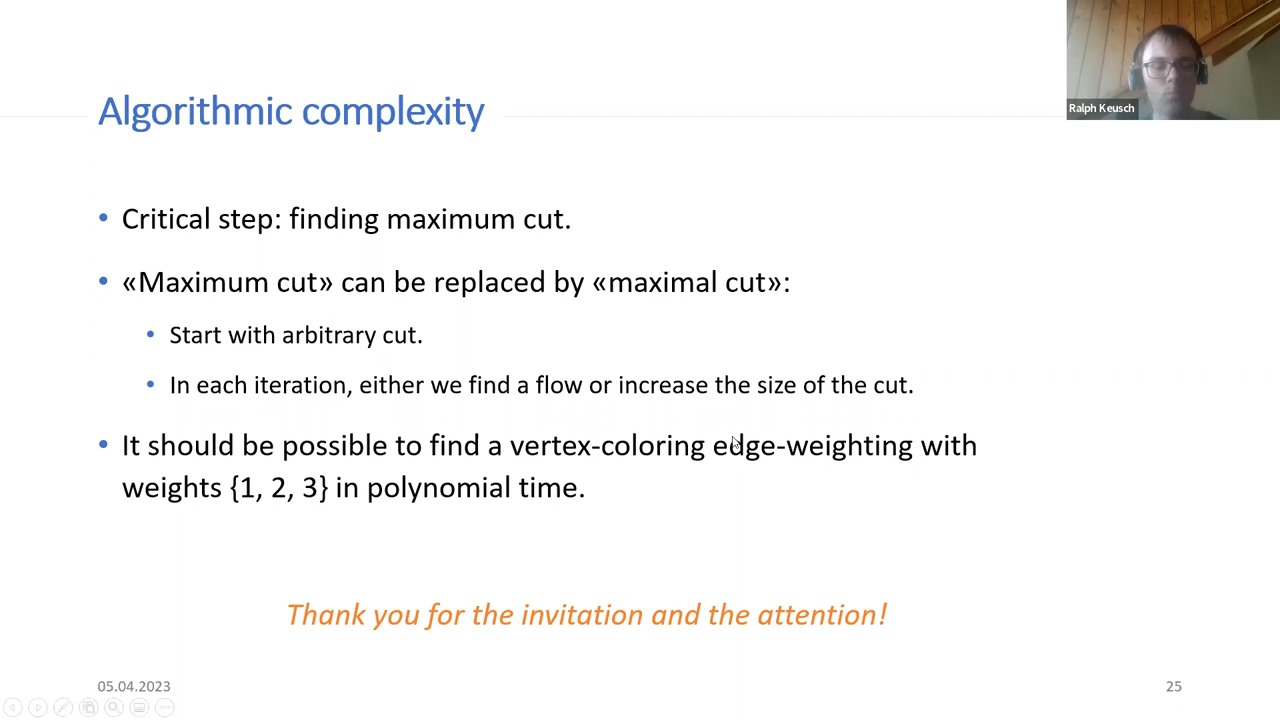 Ralph Keusch
Algorithmic complexity
• Critical step: finding maximum cut.
• «Maximum cut» can be replaced by «maximal cut»:
• Start with arbitrary cut.
• In each iteration, either we find a flow or increase the size of the cut.
• It should be possible to find a vertex-coloring edge-weighting with
weights {1, 2, 3} in polynomial time.
Thank you for the invitation and the attention!
05.04.2023
25